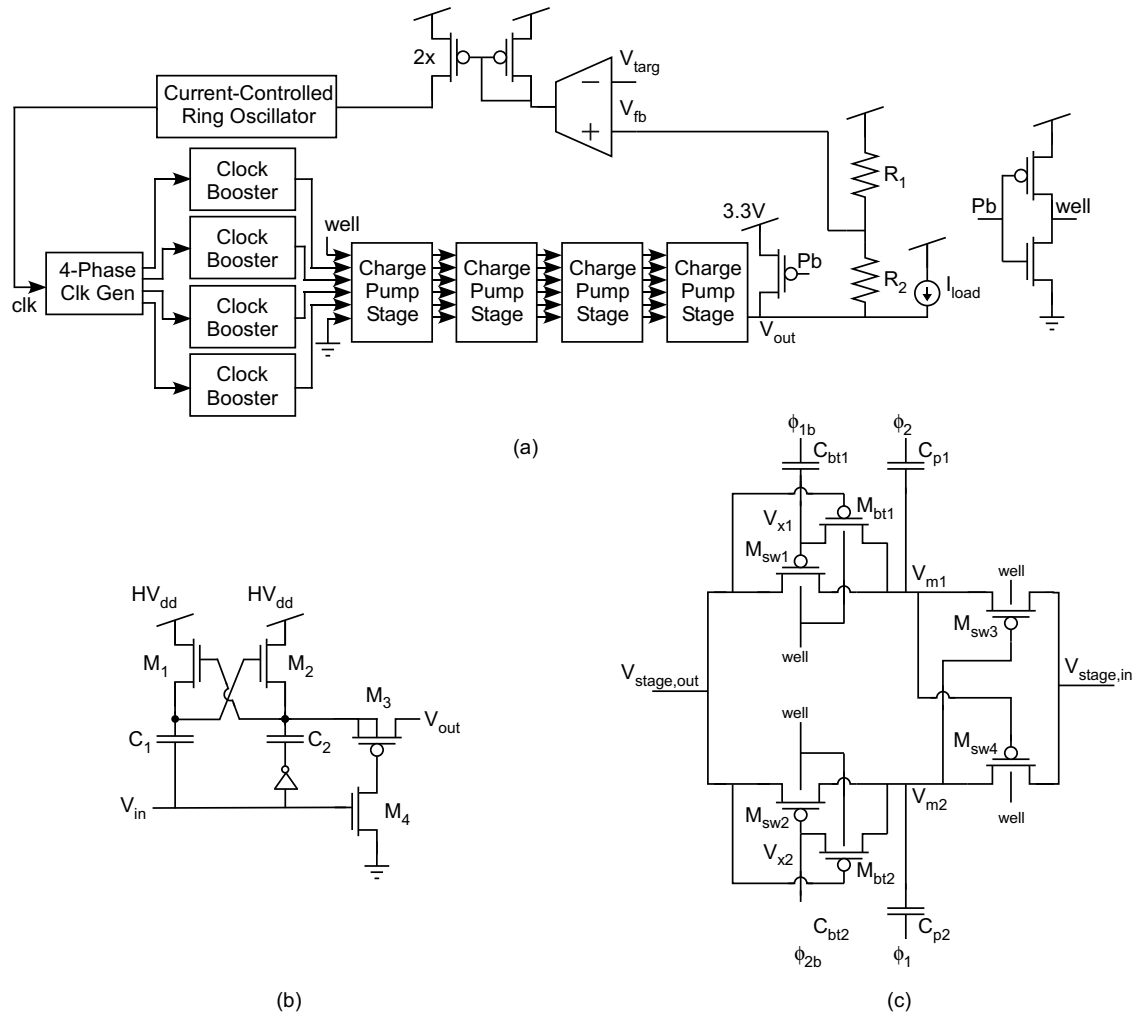 2x
V_targ
V_fb
−
+
Current-Controlled
Ring Oscillator
Clock
Booster
Clock
Booster
Clock
Booster
Clock
Booster
4-Phase
Clk Gen
clk
well
Charge
Pump
Stage
Charge
Pump
Stage
Charge
Pump
Stage
Charge
Pump
Stage
3.3V
Pb
V_out
R_1
R_2
I_load
Pb
well
(a)
HV_dd
HV_dd
M_1
M_2
M_3
V_out
C_1
C_2
V_in
M_4
(b)
ϕ_1b
ϕ_2
C_bt1
C_p1
V_x1
M_bt1
M_sw1
V_m1
well
M_sw3
well
V_stage,out
V_stage,in
well
M_sw4
M_sw2
V_m2
well
V_x2
M_bt2
C_bt2
C_p2
ϕ_2b
ϕ_1
(c)